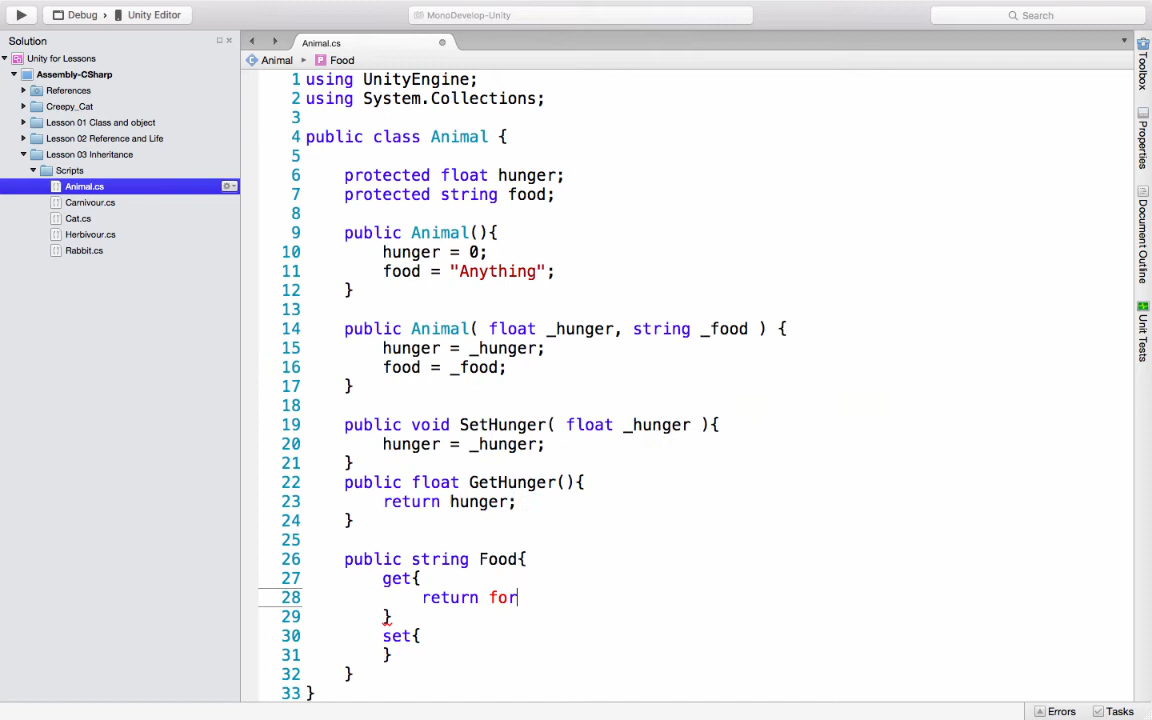 Debug › Unity Editor
MonoDevelop-Unity
Search
Solution
Unity for Lessons
Assembly-CSharp
References
Creepy_Cat
Lesson 01 Class and object
Lesson 02 Reference and Life
Lesson 03 Inheritance
Scripts
Animal.cs
Carnivour.cs
Cat.cs
Herbivour.cs
Rabbit.cs
Animal.cs
Animal ▸ Food
1 using UnityEngine;
2 using System.Collections;
3
4 public class Animal {
5
6 protected float hunger;
7 protected string food;
8
9 public Animal(){
10 hunger = 0;
11 food = "Anything";
12 }
13
14 public Animal( float _hunger, string _food ) {
15 hunger = _hunger;
16 food = _food;
17 }
18
19 public void SetHunger( float _hunger ){
20 hunger = _hunger;
21 }
22 public float GetHunger(){
23 return hunger;
24 }
25
26 public string Food{
27 get{
28 return for
29 }
30 set{
31 }
32 }
33 }
Toolbox
Properties
Document Outline
Unit Tests
Errors
Tasks